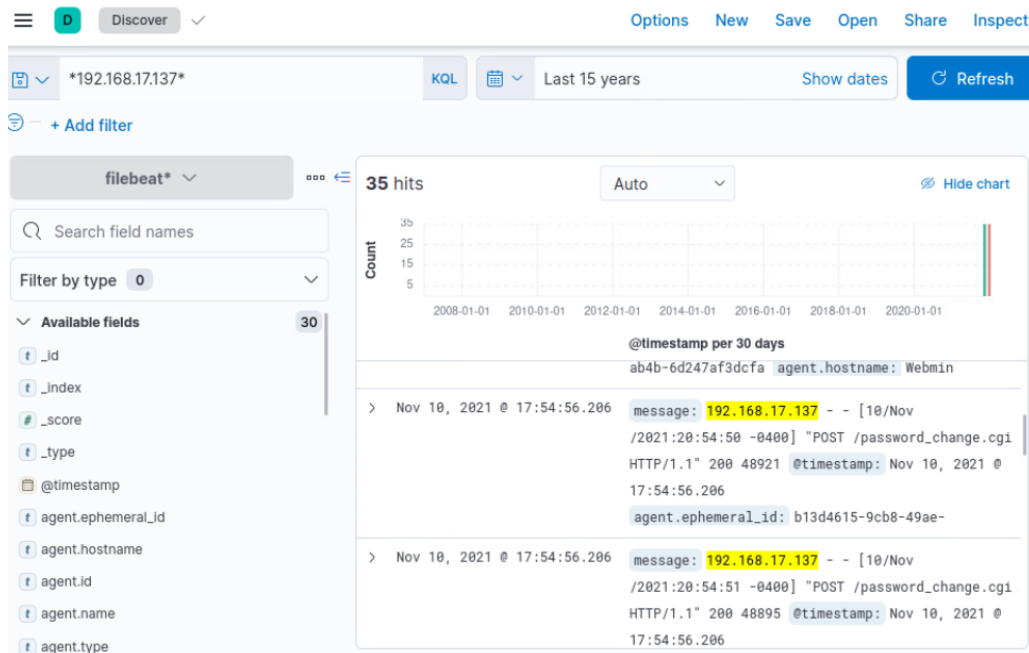 D Discover Options New Save Open Share Inspect
*192.168.17.137* KQL Last 15 years Show dates Refresh
+ Add filter
filebeat*
Search field names
Filter by type 0
Available fields 30
t _id
t _index
# _score
t _type
@timestamp
t agent.ephemeral_id
t agent.hostname
t agent.id
t agent.name
t agent.type
35 hits Auto Hide chart
Count
35
25
15
5
2008-01-01 2010-01-01 2012-01-01 2014-01-01 2016-01-01 2018-01-01 2020-01-01
@timestamp per 30 days
ab4b-6d247af3dcfa agent.hostname: Webmin
Nov 10, 2021 @ 17:54:56.206 message: 192.168.17.137 - - [10/Nov
/2021:20:54:50 -0400] "POST /password_change.cgi
HTTP/1.1" 200 48921 @timestamp: Nov 10, 2021 @
17:54:56.206
agent.ephemeral_id: b13d4615-9cb8-49ae-
Nov 10, 2021 @ 17:54:56.206 message: 192.168.17.137 - - [10/Nov
/2021:20:54:51 -0400] "POST /password_change.cgi
HTTP/1.1" 200 48895 @timestamp: Nov 10, 2021 @
17:54:56.206